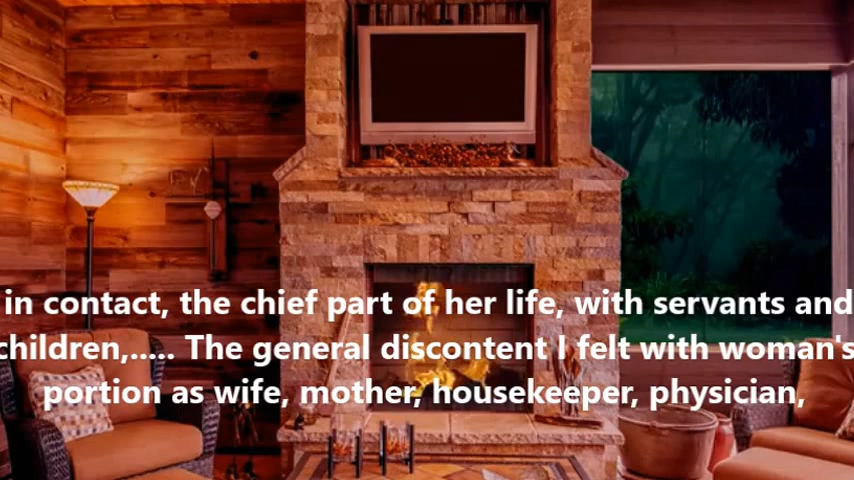 in contact, the chief part of her life, with servants and
children,..... The general discontent I felt with woman's
portion as wife, mother, housekeeper, physician,